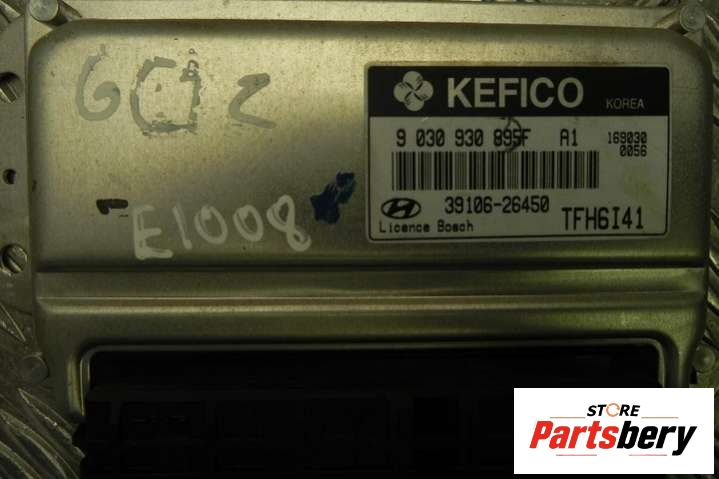 KEFICO KOREA
9 030 930 895F A1 169030
0056
39106-26450
Licence Bosch TFH6I41
E1008
STORE
Partsbery